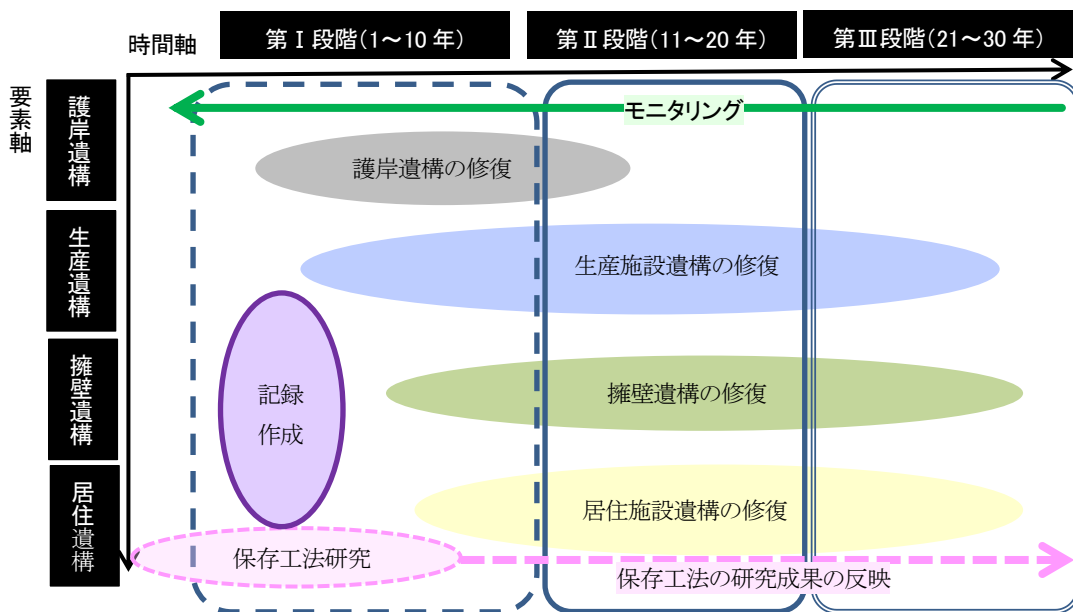 時間軸
第Ⅰ段階(1~10年)
第Ⅱ段階(11~20年)
第Ⅲ段階(21~30年)
要素軸
護岸遺構
モニタリング
護岸遺構の修復
生産遺構
生産施設遺構の修復
擁壁遺構
擁壁遺構の修復
記録
作成
居住遺構
居住施設遺構の修復
保存工法研究
保存工法の研究成果の反映